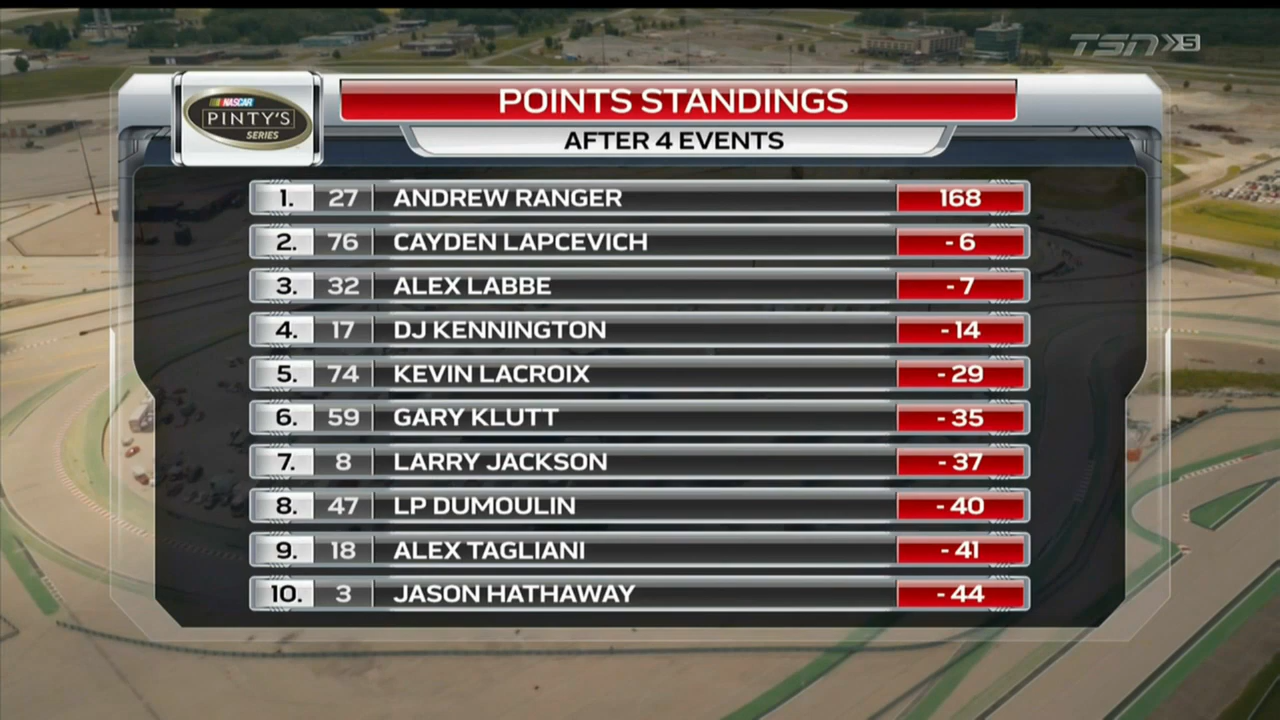 TSN 5
NASCAR
PINTY'S
SERIES
POINTS STANDINGS
AFTER 4 EVENTS
1. 27 ANDREW RANGER 168
2. 76 CAYDEN LAPCEVICH - 6
3. 32 ALEX LABBE - 7
4. 17 DJ KENNINGTON - 14
5. 74 KEVIN LACROIX - 29
6. 59 GARY KLUTT - 35
7. 8 LARRY JACKSON - 37
8. 47 LP DUMOULIN - 40
9. 18 ALEX TAGLIANI - 41
10. 3 JASON HATHAWAY - 44